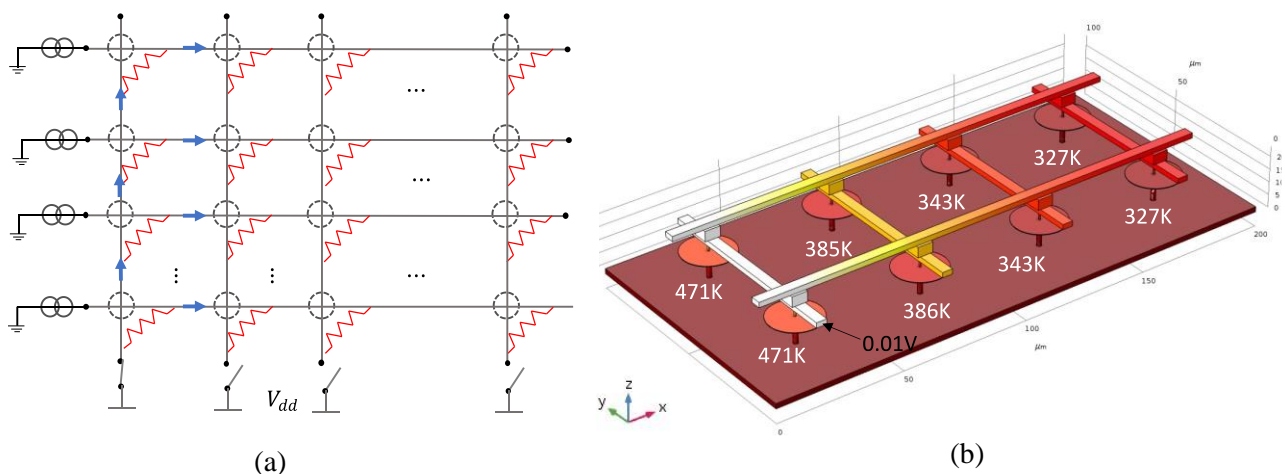 ...
...
...
⋮
⋮
⋮
...
V_dd
(a)
100
μm
50
0
327K
343K
327K
385K
343K
471K
386K
471K
0.01V
200
150
μm
100
50
0
z
y
x
(b)